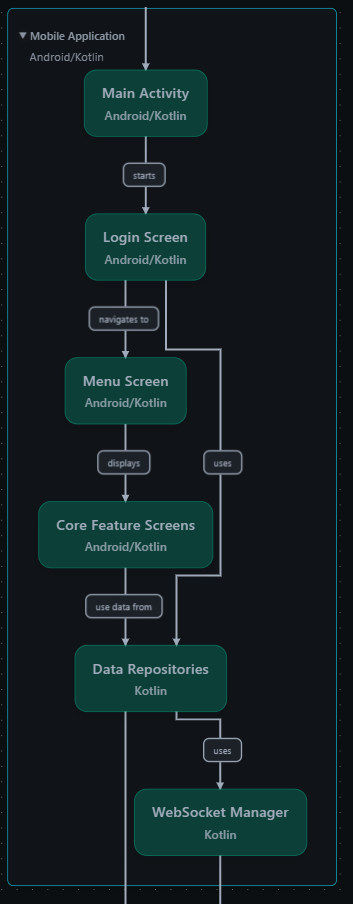 Mobile Application
Android/Kotlin
Main Activity
Android/Kotlin
starts
Login Screen
Android/Kotlin
navigates to
Menu Screen
Android/Kotlin
displays
uses
Core Feature Screens
Android/Kotlin
use data from
Data Repositories
Kotlin
uses
WebSocket Manager
Kotlin